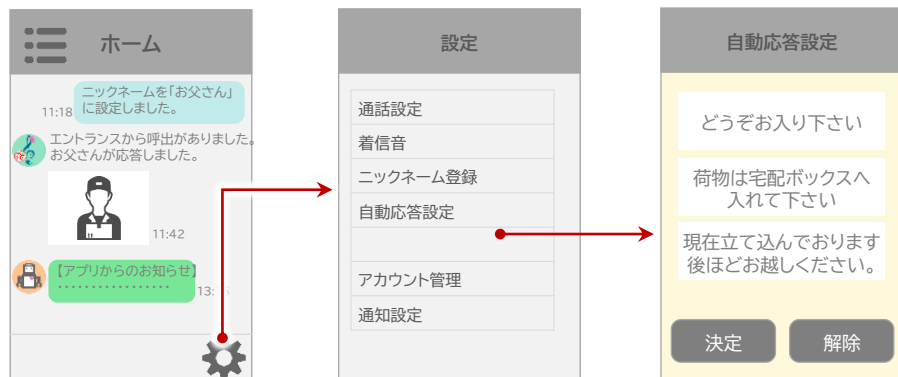 ホーム
ニックネームを「お父さん」
に設定しました。
11:18
エントランスから呼出がありました。
お父さんが応答しました。
11:42
【アプリからのお知らせ】
・・・・・・・・・・・・・・・・・
設定
通話設定
着信音
ニックネーム登録
自動応答設定
アカウント管理
通知設定
自動応答設定
どうぞお入り下さい
荷物は宅配ボックスへ
入れて下さい
現在立て込んでおります
後ほどお越しください。
決定
解除